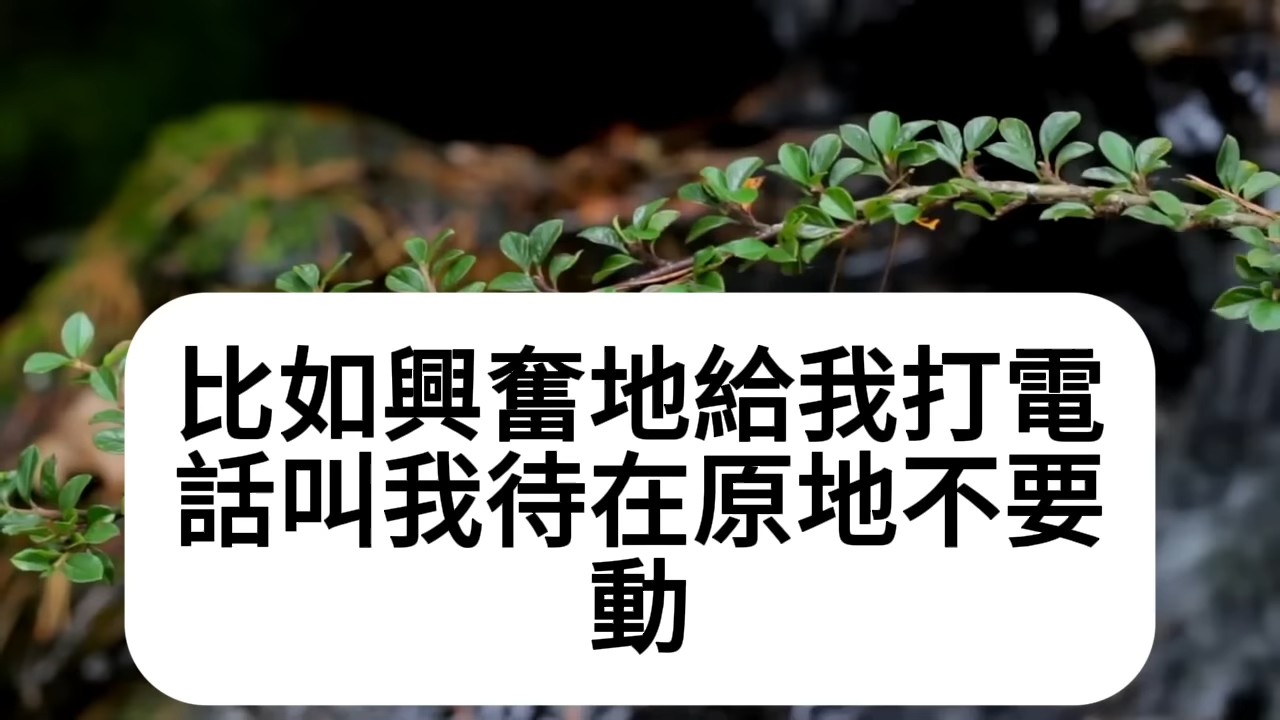 比如興奮地給我打電
話叫我待在原地不要
動